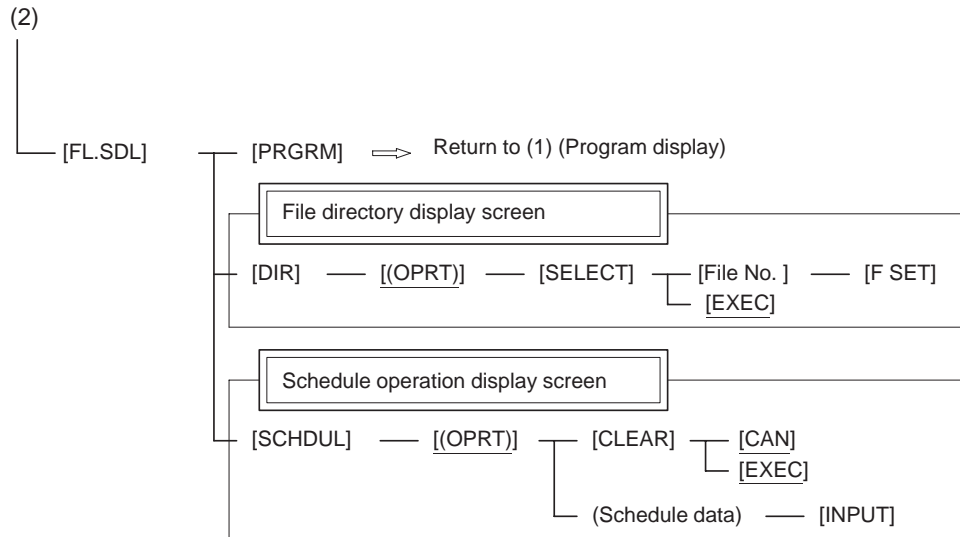 (2)
[FL.SDL] [PRGRM] Return to (1) (Program display)
File directory display screen
[DIR] [(OPRT)] [SELECT] [File No. ] [F SET]
[EXEC]
Schedule operation display screen
[SCHDUL] [(OPRT)] [CLEAR] [CAN]
[EXEC]
(Schedule data) [INPUT]